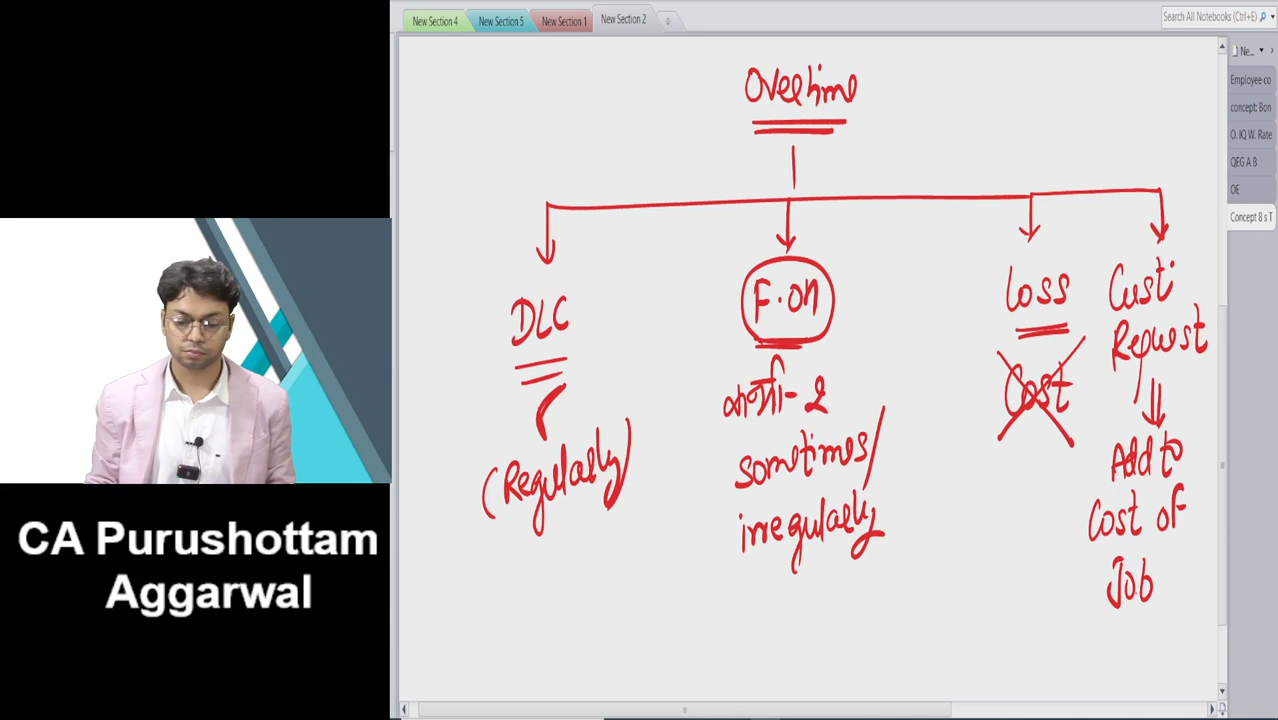 New Section 4
New Section 5
New Section 1
New Section 2
Search All Notebooks (Ctrl+E)
Ne...
Employee co
concept: Bon
O. IQ W. Rate
QEG A B
OE
Concept 8 s T
Overtime
DLC
(Regularly)
F.OH
कभी-2
sometimes/
irregularly
Loss
Cost
Cust.
Request
Add to
Cost of
Job
CA Purushottam
Aggarwal